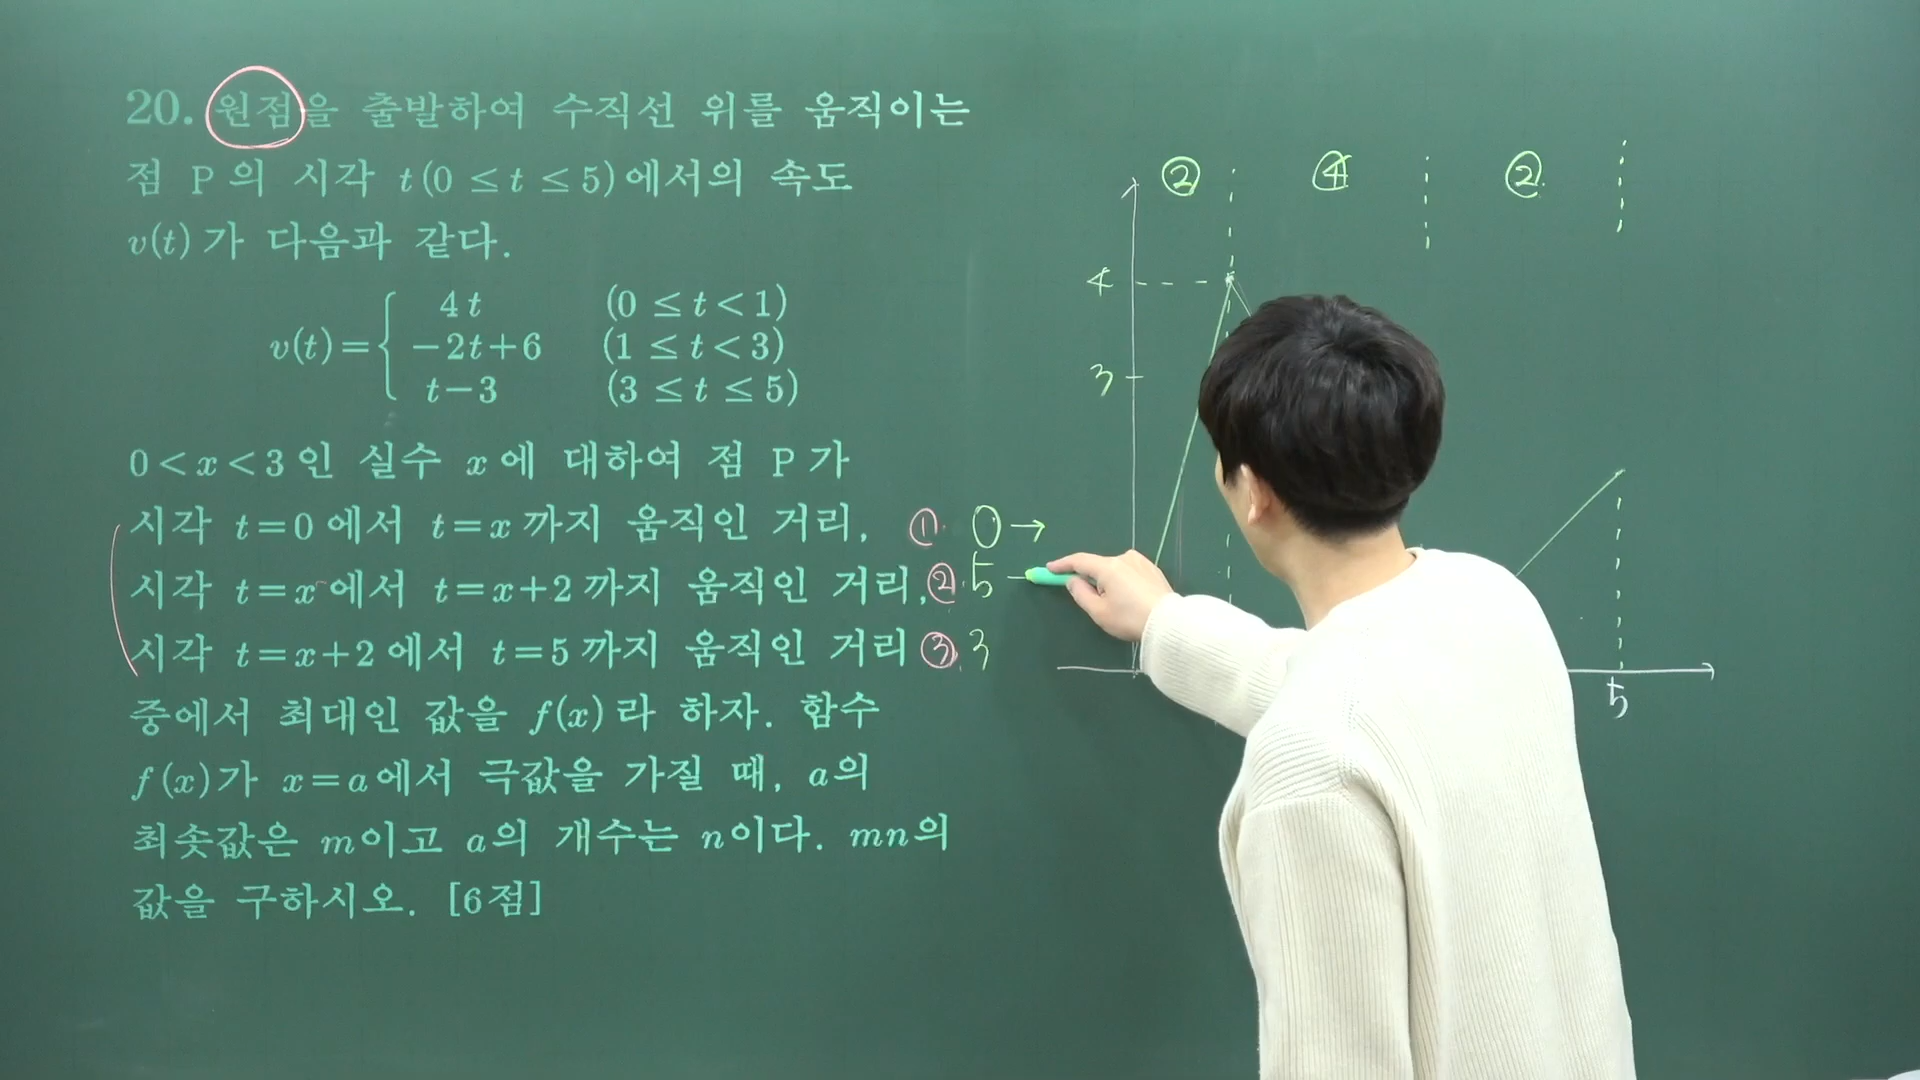 20. 원점을 출발하여 수직선 위를 움직이는
점 P의 시각 t(0 ≤ t ≤ 5)에서의 속도
v(t)가 다음과 같다.
v(t)= { 4t (0 ≤ t < 1)
-2t+6 (1 ≤ t < 3)
t-3 (3 ≤ t ≤ 5)
0<x<3인 실수 x에 대하여 점 P가
시각 t=0에서 t=x까지 움직인 거리, ① 0 →
시각 t=x에서 t=x+2까지 움직인 거리, ② 5 -
시각 t=x+2에서 t=5까지 움직인 거리 ③ 3
중에서 최대인 값을 f(x)라 하자. 함수
f(x)가 x=a에서 극값을 가질 때, a의
최솟값은 m이고 a의 개수는 n이다. mn의
값을 구하시오. [6점]
② ④ ②
4
3
5